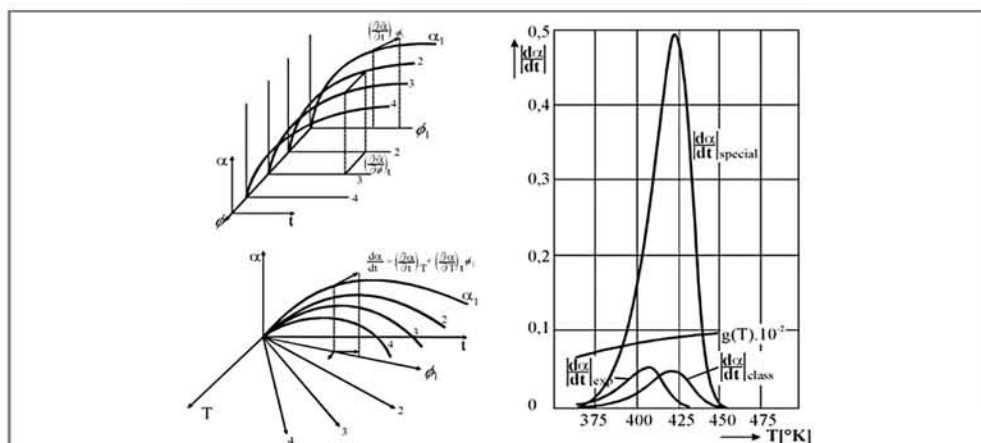 (∂α/∂t)ϕ
α₁
2
3
4
ϕ₁
2
(∂α/∂ϕ)t
3
4
α
ϕ
t
α
dα/dt = (∂α/∂t)T + (∂α/∂T)t ϕᵢ
α₁
2
3
4
t
ϕ₁
2
3
4
T
0,5
|dα/dt|
0,4
|dα/dt| special
0,3
0,2
0,1
g(T).10⁻²
|dα/dt| exp
|dα/dt| class
0
375 400 425 450 475
T[°K]